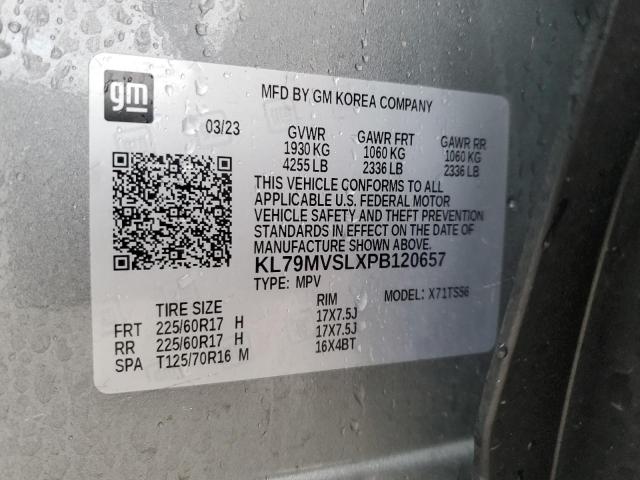 gm
MFD BY GM KOREA COMPANY
03/23 GVWR GAWR FRT GAWR RR
1930 KG 1060 KG 1060 KG
4255 LB 2336 LB 2336 LB
THIS VEHICLE CONFORMS TO ALL
APPLICABLE U.S. FEDERAL MOTOR
VEHICLE SAFETY AND THEFT PREVENTION
STANDARDS IN EFFECT ON THE DATE OF
MANUFACTURE SHOWN ABOVE.
KL79MVSLXPB120657
TYPE: MPV MODEL: X71TSS6
TIRE SIZE RIM
FRT 225/60R17 H 17X7.5J
RR 225/60R17 H 17X7.5J
SPA T125/70R16 M 16X4BT